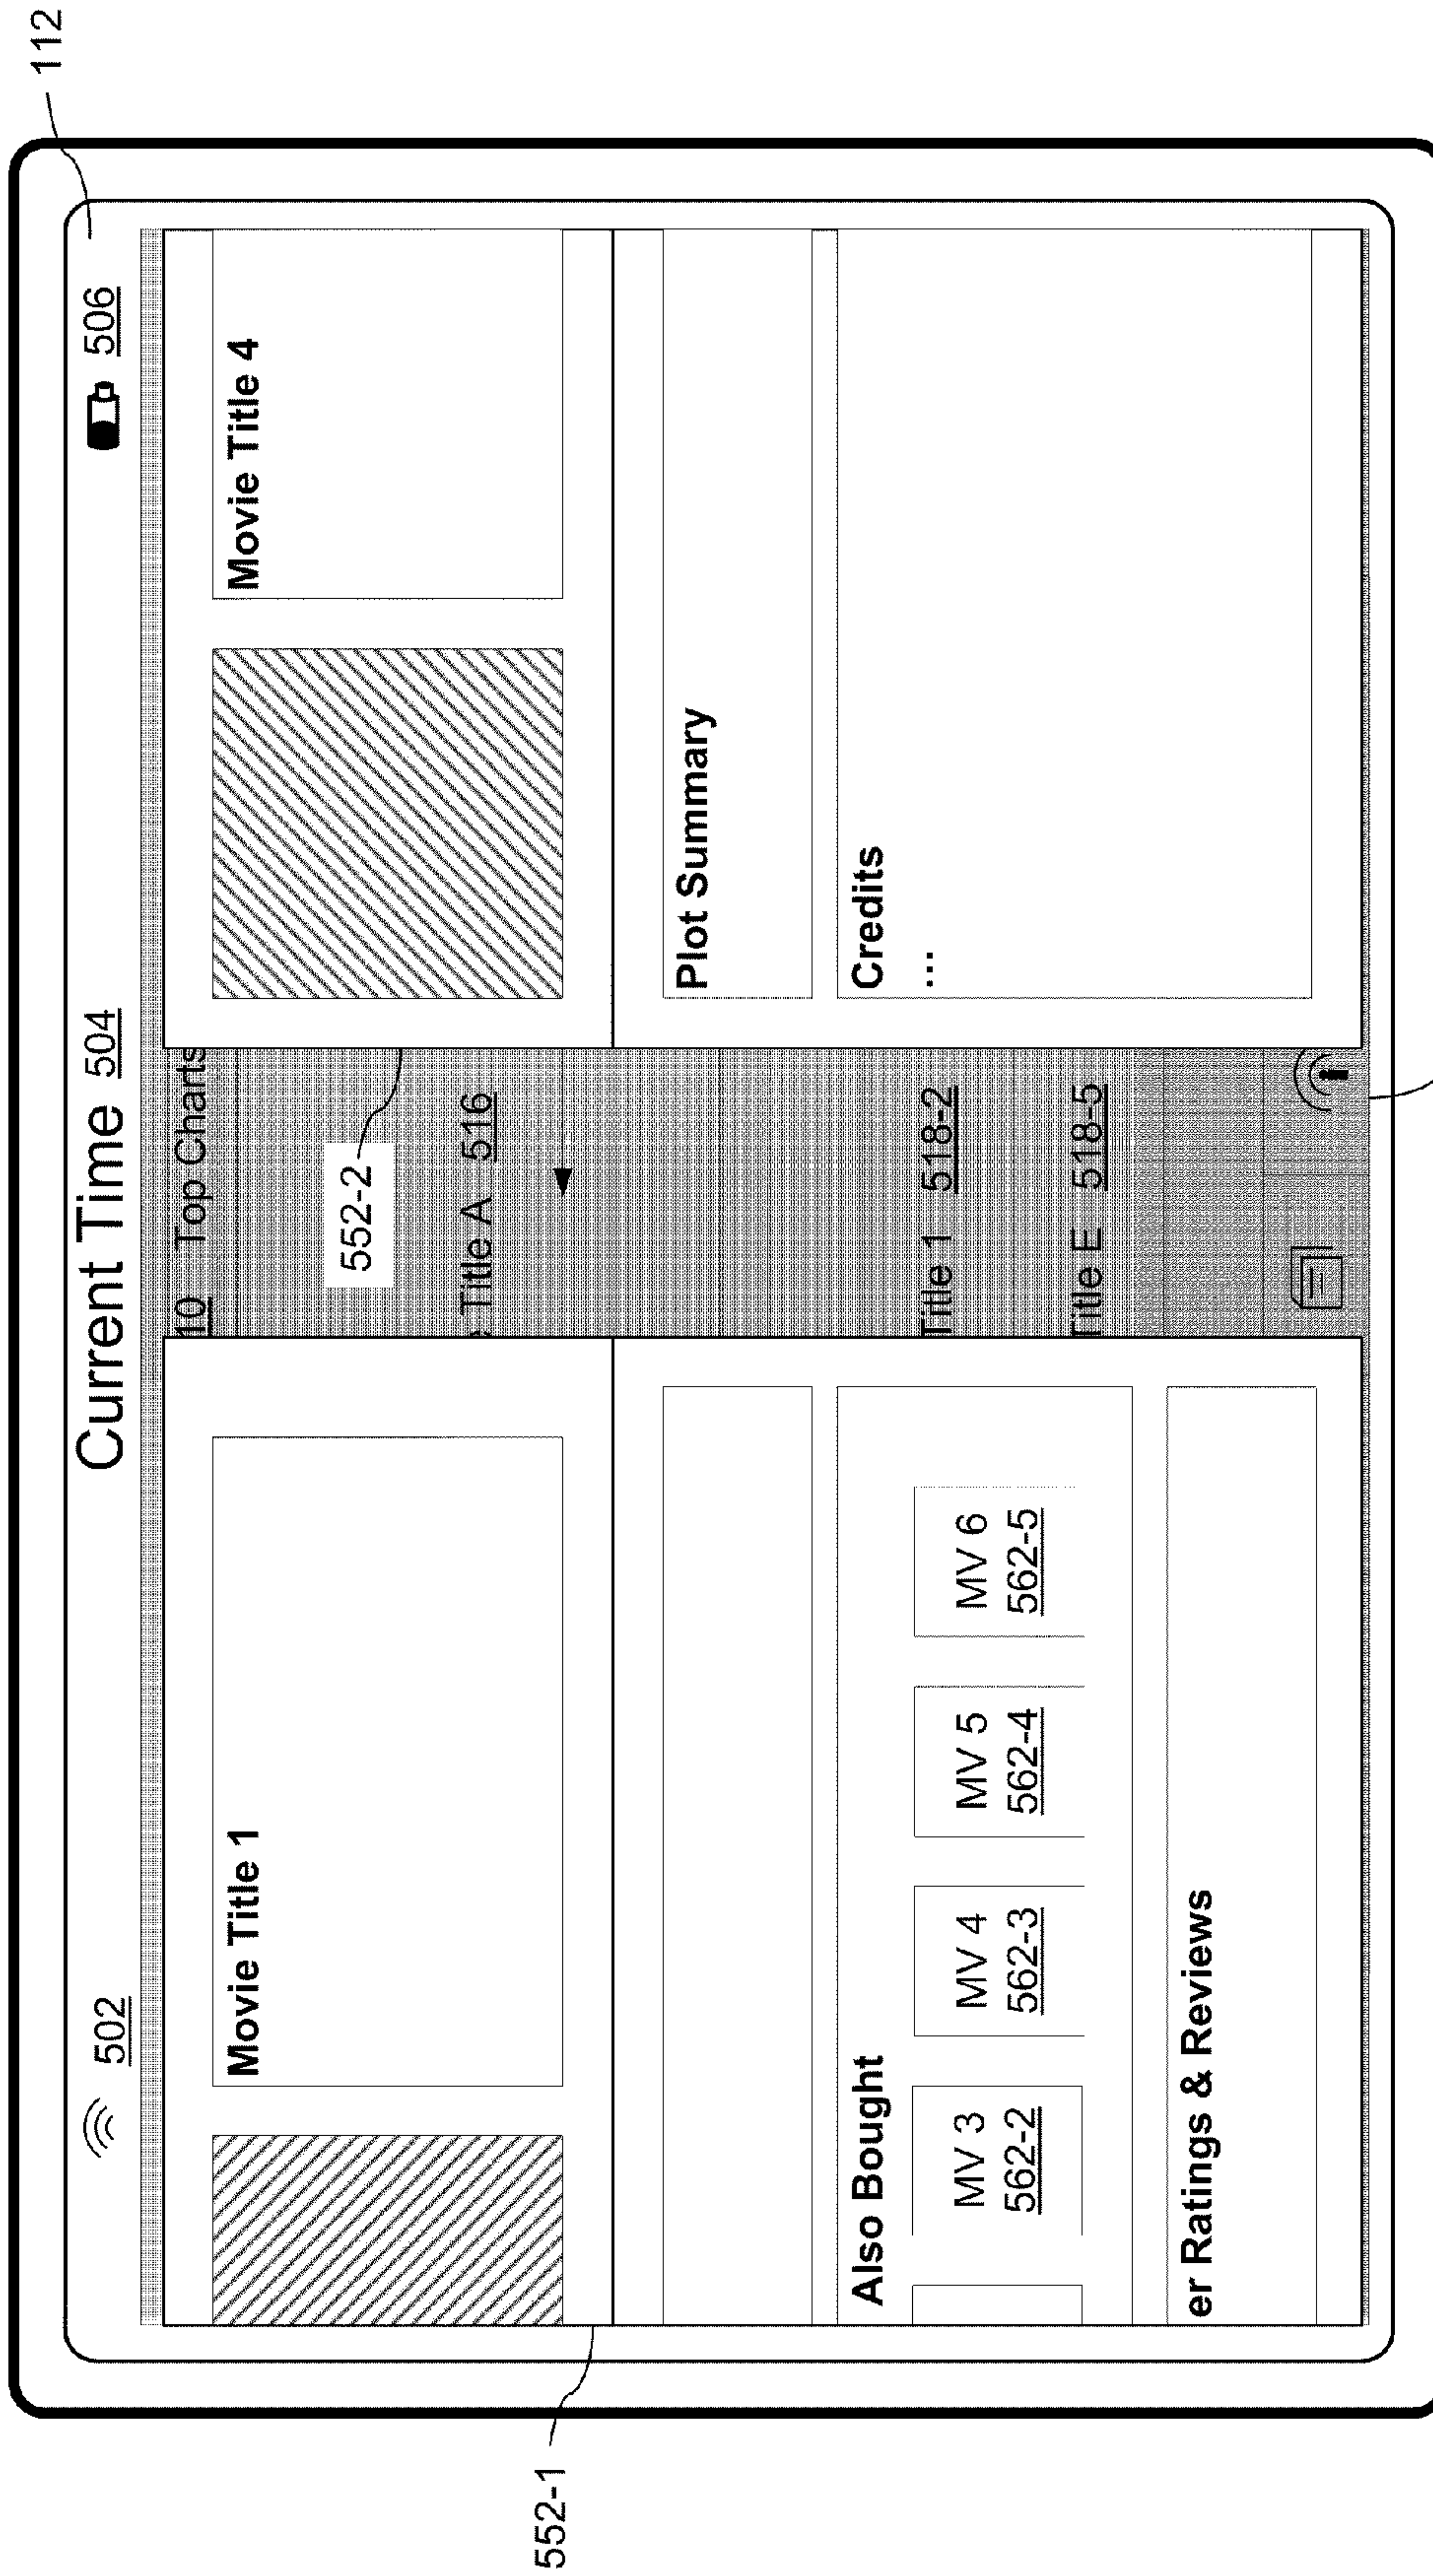 112
502
Current Time 504
506
10 Top Charts
Movie Title 1
Movie Title 4
552-2
Title A 516
552-1
Plot Summary
Also Bought
Credits
...
MV 3
562-2
MV 4
562-3
MV 5
562-4
MV 6
562-5
Title 1 518-2
Title E 518-5
er Ratings & Reviews